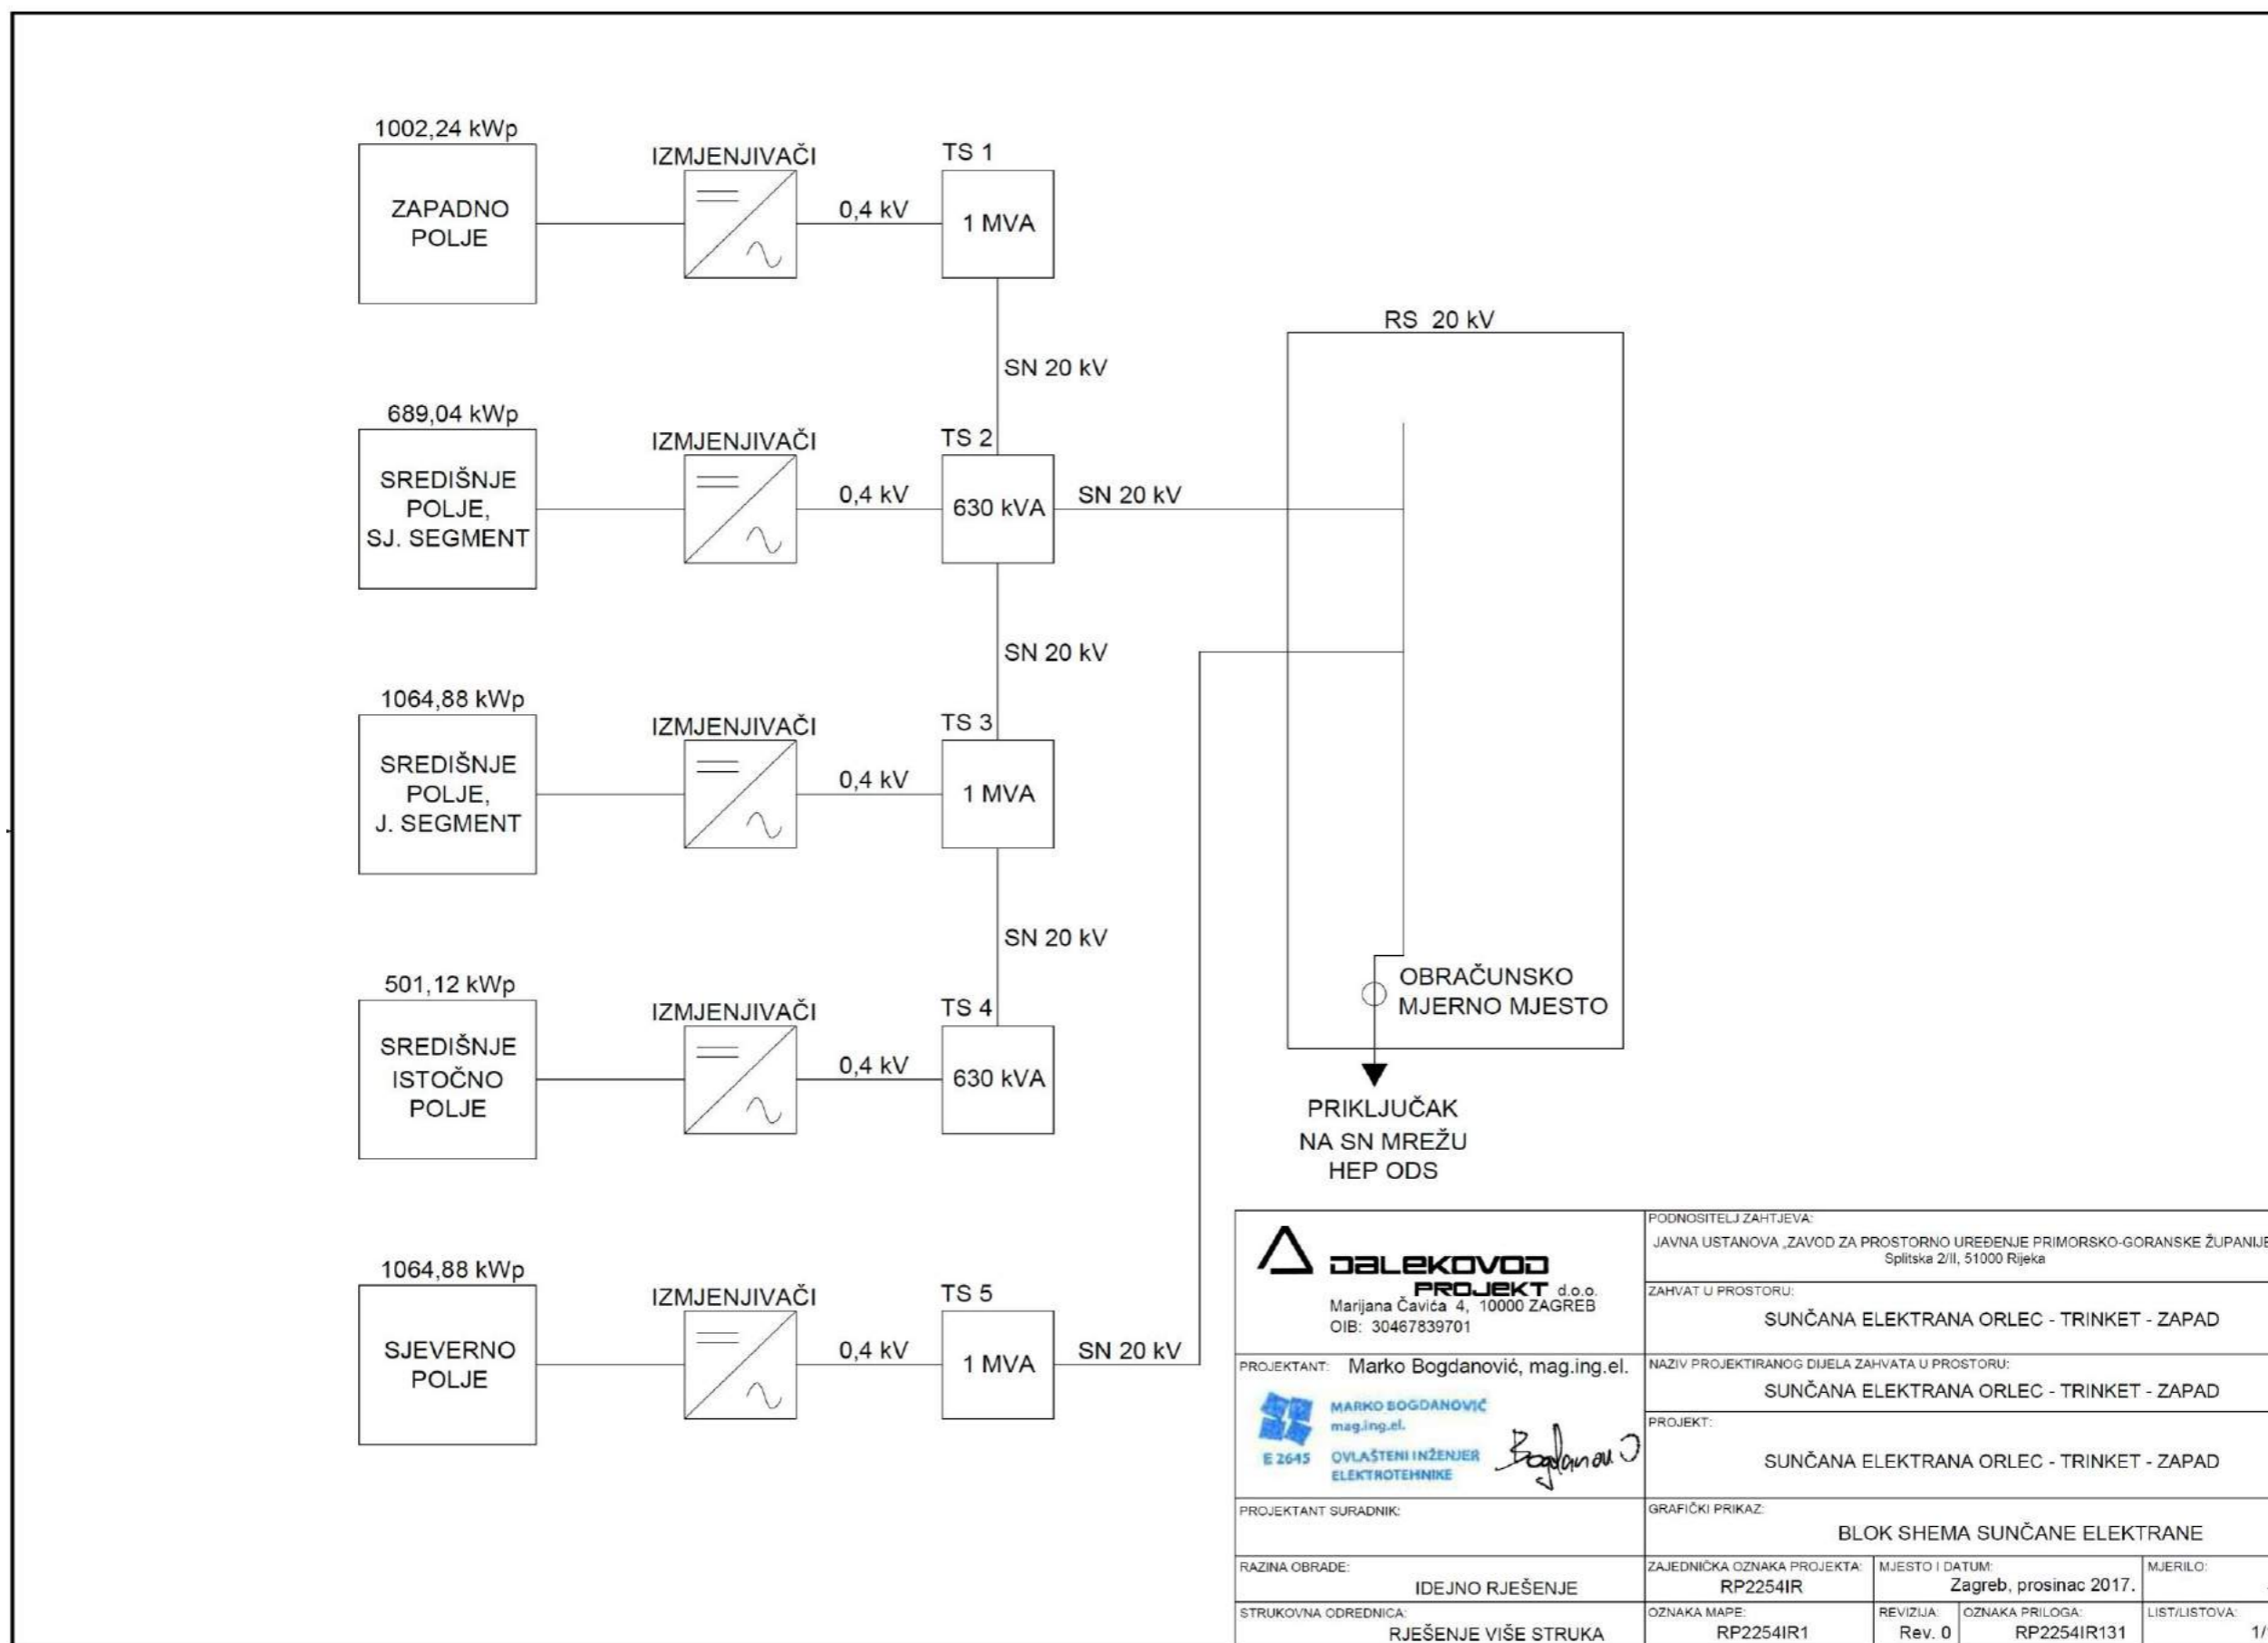 1002,24 kWp
ZAPADNO
POLJE
IZMJENJIVAČI
0,4 kV
TS 1
1 MVA
SN 20 kV
689,04 kWp
SREDIŠNJE
POLJE,
SJ. SEGMENT
IZMJENJIVAČI
0,4 kV
TS 2
630 kVA
SN 20 kV
SN 20 kV
1064,88 kWp
SREDIŠNJE
POLJE,
J. SEGMENT
IZMJENJIVAČI
0,4 kV
TS 3
1 MVA
SN 20 kV
501,12 kWp
SREDIŠNJE
ISTOČNO
POLJE
IZMJENJIVAČI
0,4 kV
TS 4
630 kVA
1064,88 kWp
SJEVERNO
POLJE
IZMJENJIVAČI
0,4 kV
TS 5
1 MVA
SN 20 kV
RS 20 kV
OBRAČUNSKO
MJERNO MJESTO
PRIKLJUČAK
NA SN MREŽU
HEP ODS
DALEKOVOD
PROJEKT d.o.o.
Marijana Čavića 4, 10000 ZAGREB
OIB: 30467839701
PODNOSITELJ ZAHTJEVA:
JAVNA USTANOVA „ZAVOD ZA PROSTORNO UREĐENJE PRIMORSKO-GORANSKE ŽUPANIJE
Splitska 2/II, 51000 Rijeka
ZAHVAT U PROSTORU:
SUNČANA ELEKTRANA ORLEC - TRINKET - ZAPAD
PROJEKTANT: Marko Bogdanović, mag.ing.el.
MARKO BOGDANOVIĆ
mag.ing.el.
E 2645 OVLAŠTENI INŽENJER
ELEKTROTEHNIKE
NAZIV PROJEKTIRANOG DIJELA ZAHVATA U PROSTORU:
SUNČANA ELEKTRANA ORLEC - TRINKET - ZAPAD
PROJEKT:
SUNČANA ELEKTRANA ORLEC - TRINKET - ZAPAD
PROJEKTANT SURADNIK:
GRAFIČKI PRIKAZ:
BLOK SHEMA SUNČANE ELEKTRANE
RAZINA OBRADE:
IDEJNO RJEŠENJE
ZAJEDNIČKA OZNAKA PROJEKTA:
RP2254IR
MJESTO I DATUM:
Zagreb, prosinac 2017.
MJERILO:
STRUKOVNA ODREDNICA:
RJEŠENJE VIŠE STRUKA
OZNAKA MAPE:
RP2254IR1
REVIZIJA:
Rev. 0
OZNAKA PRILOGA:
RP2254IR131
LIST/LISTOVA:
1/